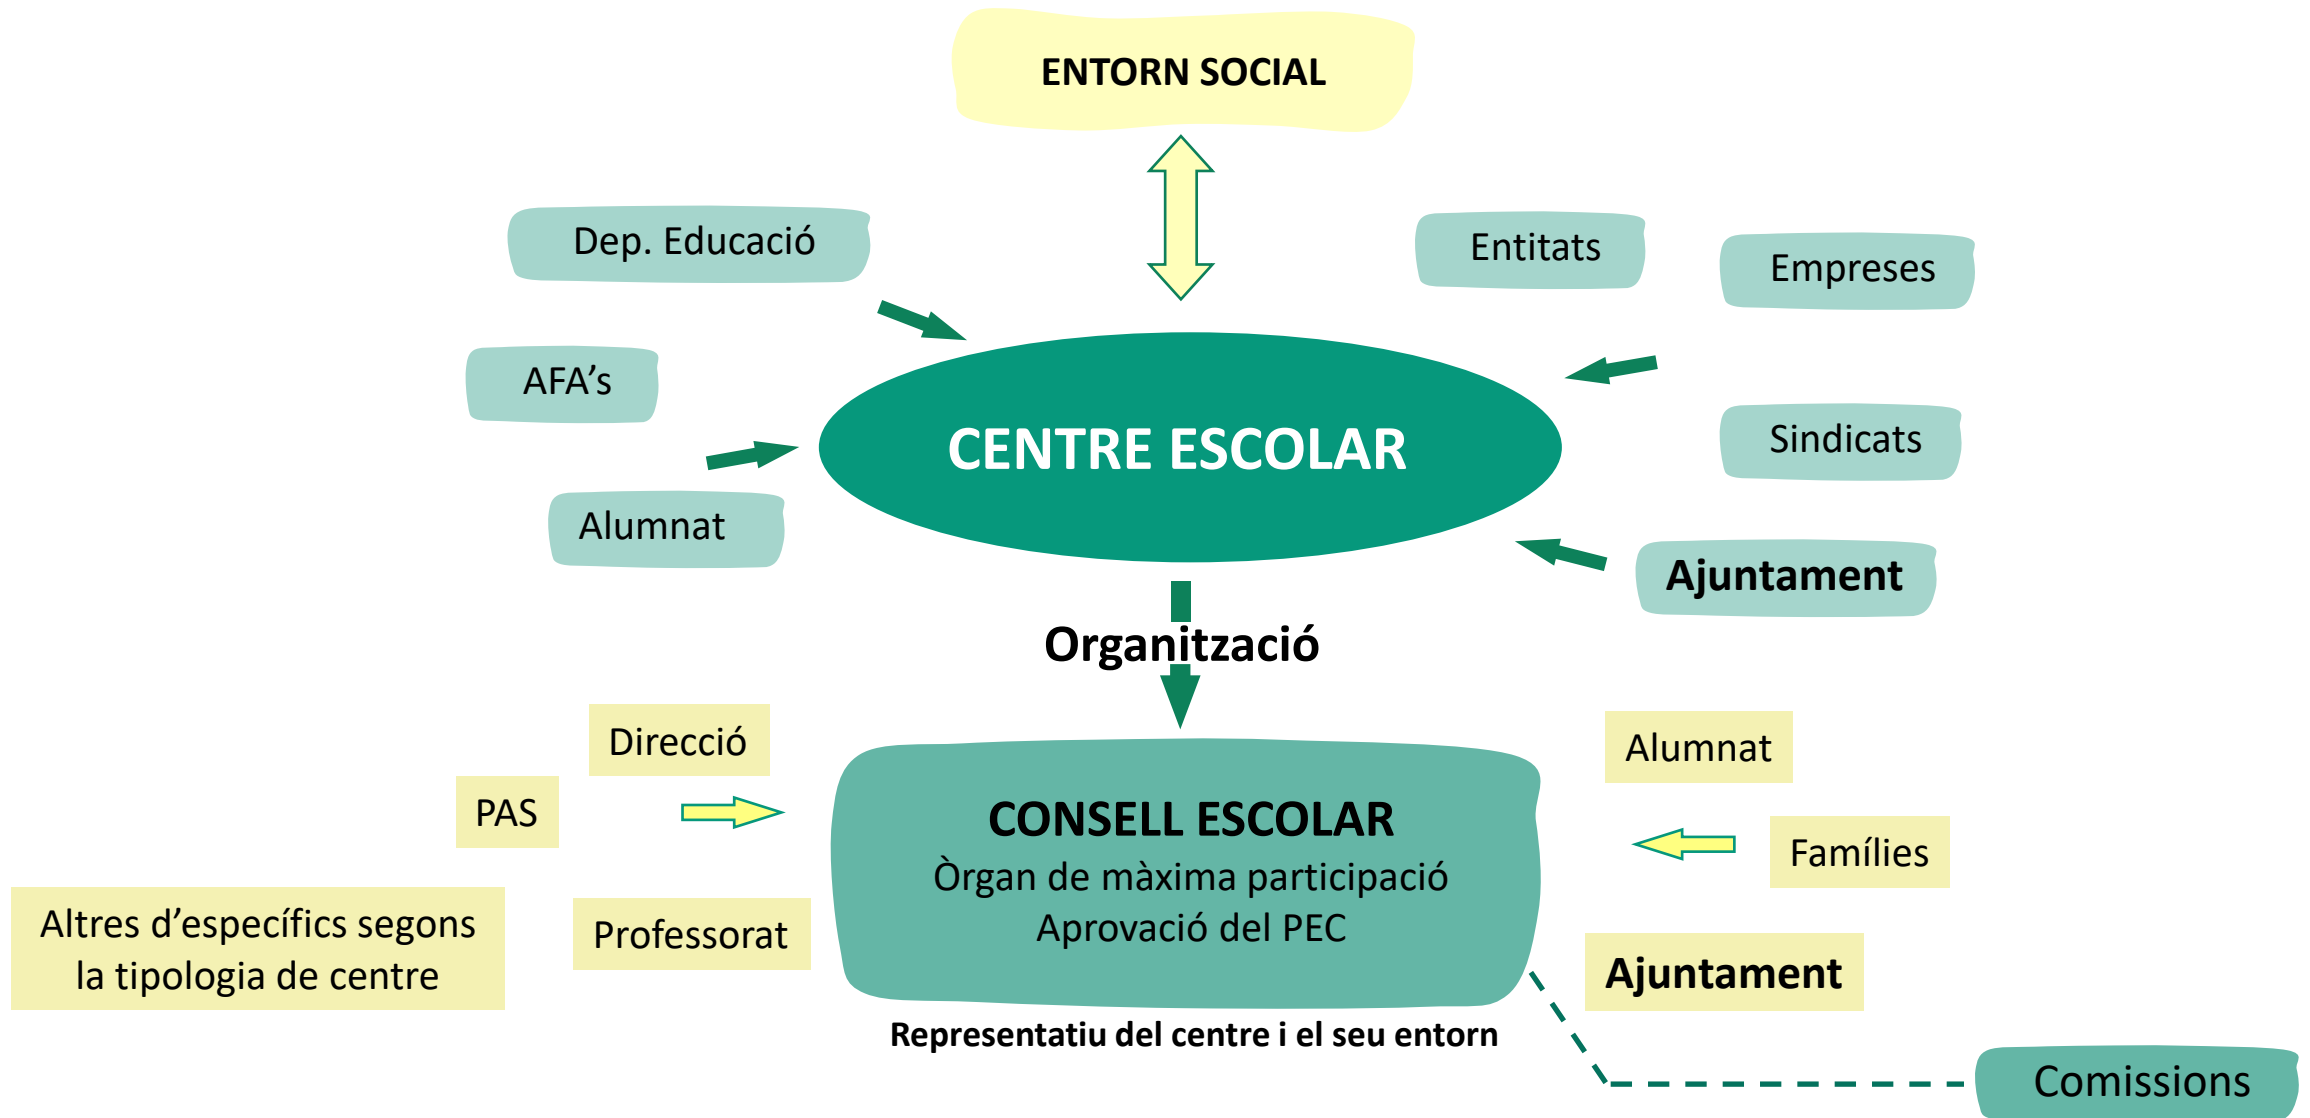 ENTORN SOCIAL
Dep. Educació
Entitats
Empreses
AFA's
CENTRE ESCOLAR
Sindicats
Alumnat
Ajuntament
Organització
Direcció
Alumnat
PAS
CONSELL ESCOLAR
Òrgan de màxima participació
Aprovació del PEC
Famílies
Altres d'específics segons
la tipologia de centre
Professorat
Ajuntament
Representatiu del centre i el seu entorn
Comissions